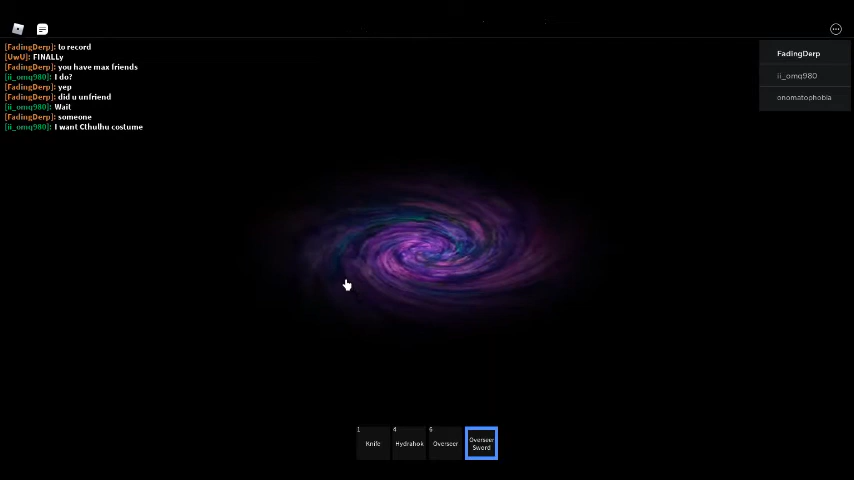 [FadingDerp]: to record
[UwU]: FINALLy
[FadingDerp]: you have max friends
[ii_omq980]: I do?
[FadingDerp]: yep
[FadingDerp]: did u unfriend
[ii_omq980]: Wait
[FadingDerp]: someone
[ii_omq980]: I want Cthulhu costume
FadingDerp
ii_omq980
onomatophobia
1
Knife
4
Hydrahok
6
Overseer
Overseer
Sword